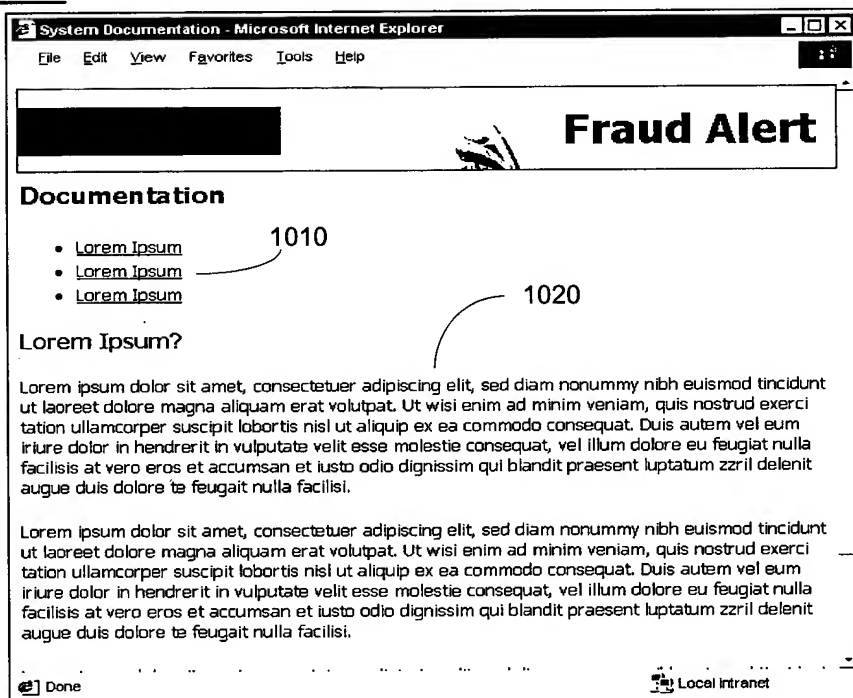 System Documentation - Microsoft Internet Explorer
File Edit View Favorites Tools Help
Fraud Alert
Documentation
• Lorem Ipsum
1010
• Lorem Ipsum
• Lorem Ipsum
1020
Lorem Ipsum?
Lorem ipsum dolor sit amet, consectetuer adipiscing elit, sed diam nonummy nibh euismod tincidunt
ut laoreet dolore magna aliquam erat volutpat. Ut wisi enim ad minim veniam, quis nostrud exerci
tation ullamcorper suscipit lobortis nisl ut aliquip ex ea commodo consequat. Duis autem vel eum
iriure dolor in hendrerit in vulputate velit esse molestie consequat, vel illum dolore eu feugiat nulla
facilisis at vero eros et accumsan et iusto odio dignissim qui blandit praesent luptatum zzril delenit
augue duis dolore te feugait nulla facilisi.
Lorem ipsum dolor sit amet, consectetuer adipiscing elit, sed diam nonummy nibh euismod tincidunt
ut laoreet dolore magna aliquam erat volutpat. Ut wisi enim ad minim veniam, quis nostrud exerci
tation ullamcorper suscipit lobortis nisl ut aliquip ex ea commodo consequat. Duis autem vel eum
iriure dolor in hendrerit in vulputate velit esse molestie consequat, vel illum dolore eu feugiat nulla
facilisis at vero eros et accumsan et iusto odio dignissim qui blandit praesent luptatum zzril delenit
augue duis dolore te feugait nulla facilisi.
Done
Local intranet